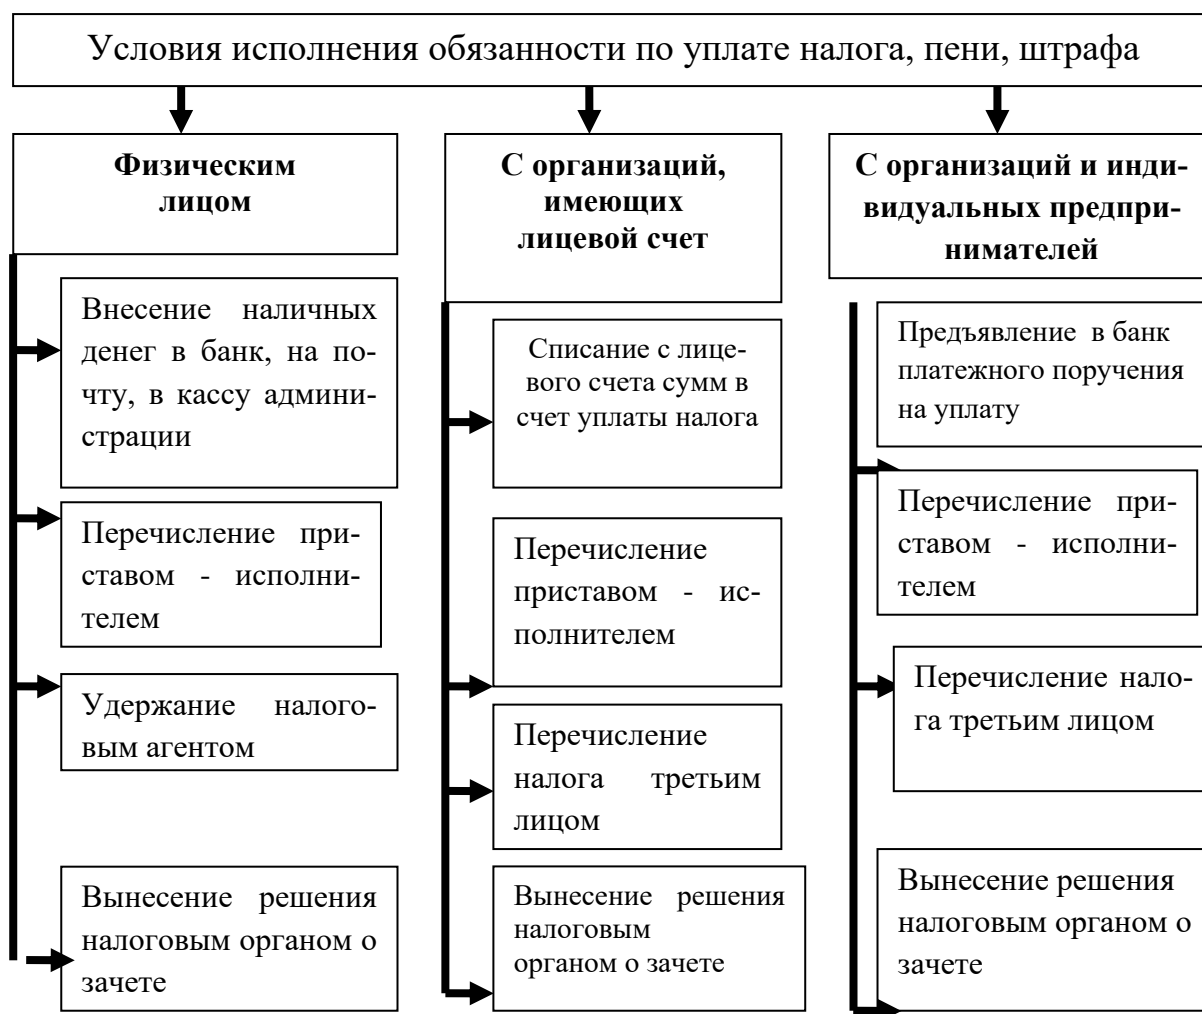 Условия исполнения обязанности по уплате налога, пени, штрафа
Физическим
лицом
Внесение наличных
денег в банк, на по-
чту, в кассу админи-
страции
Перечисление при-
ставом - исполни-
телем
Удержание налого-
вым агентом
Вынесение решения
налоговым органом о
зачете
С организаций,
имеющих
лицевой счет
Списание с лице-
вого счета сумм в
счет уплаты налога
Перечисление
приставом - ис-
полнителем
Перечисление
налога третьим
лицом
Вынесение решения
налоговым
органом о зачете
С организаций и инди-
видуальных предпри-
нимателей
Предъявление в банк
платежного поручения
на уплату
Перечисление при-
ставом - исполни-
телем
Перечисление нало-
га третьим лицом
Вынесение решения
налоговым органом о
зачете